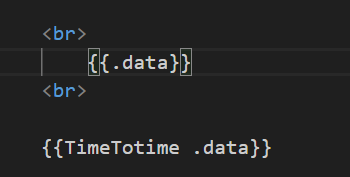 <br>
{{.data}}
<br>
{{TimeTotime .data}}